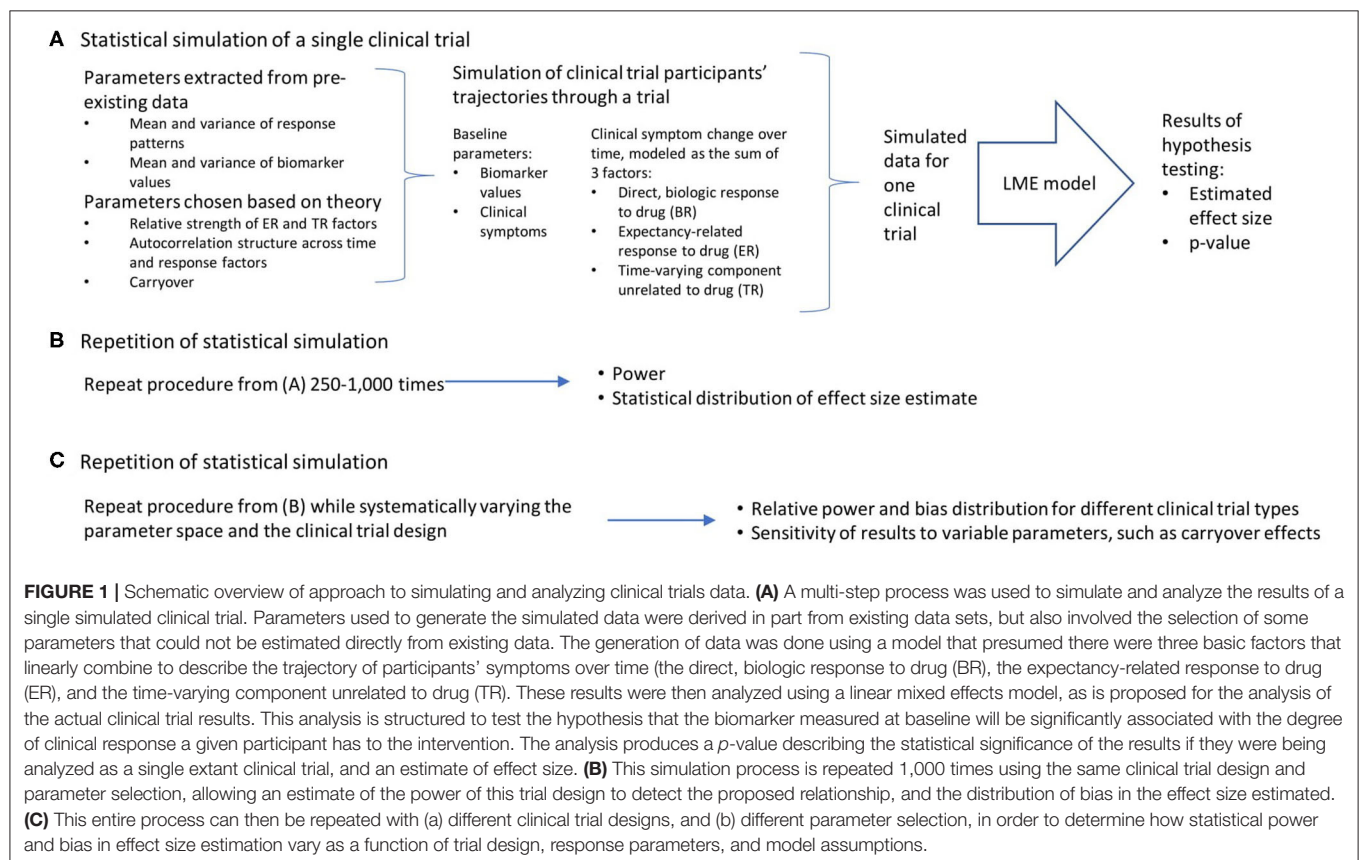 A Statistical simulation of a single clinical trial
Parameters extracted from pre-
existing data
• Mean and variance of response
patterns
• Mean and variance of biomarker
values
Parameters chosen based on theory
• Relative strength of ER and TR factors
• Autocorrelation structure across time
and response factors
• Carryover
Simulation of clinical trial participants’
trajectories through a trial
Baseline
parameters:
• Biomarker
values
• Clinical
symptoms
Clinical symptom change over
time, modeled as the sum of
3 factors:
• Direct, biologic response
to drug (BR)
• Expectancy-related
response to drug (ER)
• Time-varying component
unrelated to drug (TR)
Simulated
data for
one
clinical
trial
LME model
Results of
hypothesis
testing:
• Estimated
effect size
• p-value
B Repetition of statistical simulation
Repeat procedure from (A) 250-1,000 times
• Power
• Statistical distribution of effect size estimate
C Repetition of statistical simulation
Repeat procedure from (B) while systematically varying the
parameter space and the clinical trial design
• Relative power and bias distribution for different clinical trial types
• Sensitivity of results to variable parameters, such as carryover effects
FIGURE 1 | Schematic overview of approach to simulating and analyzing clinical trials data. (A) A multi-step process was used to simulate and analyze the results of a
single simulated clinical trial. Parameters used to generate the simulated data were derived in part from existing data sets, but also involved the selection of some
parameters that could not be estimated directly from existing data. The generation of data was done using a model that presumed there were three basic factors that
linearly combine to describe the trajectory of participants’ symptoms over time (the direct, biologic response to drug (BR), the expectancy-related response to drug
(ER), and the time-varying component unrelated to drug (TR). These results were then analyzed using a linear mixed effects model, as is proposed for the analysis of
the actual clinical trial results. This analysis is structured to test the hypothesis that the biomarker measured at baseline will be significantly associated with the degree
of clinical response a given participant has to the intervention. The analysis produces a p-value describing the statistical significance of the results if they were being
analyzed as a single extant clinical trial, and an estimate of effect size. (B) This simulation process is repeated 1,000 times using the same clinical trial design and
parameter selection, allowing an estimate of the power of this trial design to detect the proposed relationship, and the distribution of bias in the effect size estimated.
(C) This entire process can then be repeated with (a) different clinical trial designs, and (b) different parameter selection, in order to determine how statistical power
and bias in effect size estimation vary as a function of trial design, response parameters, and model assumptions.